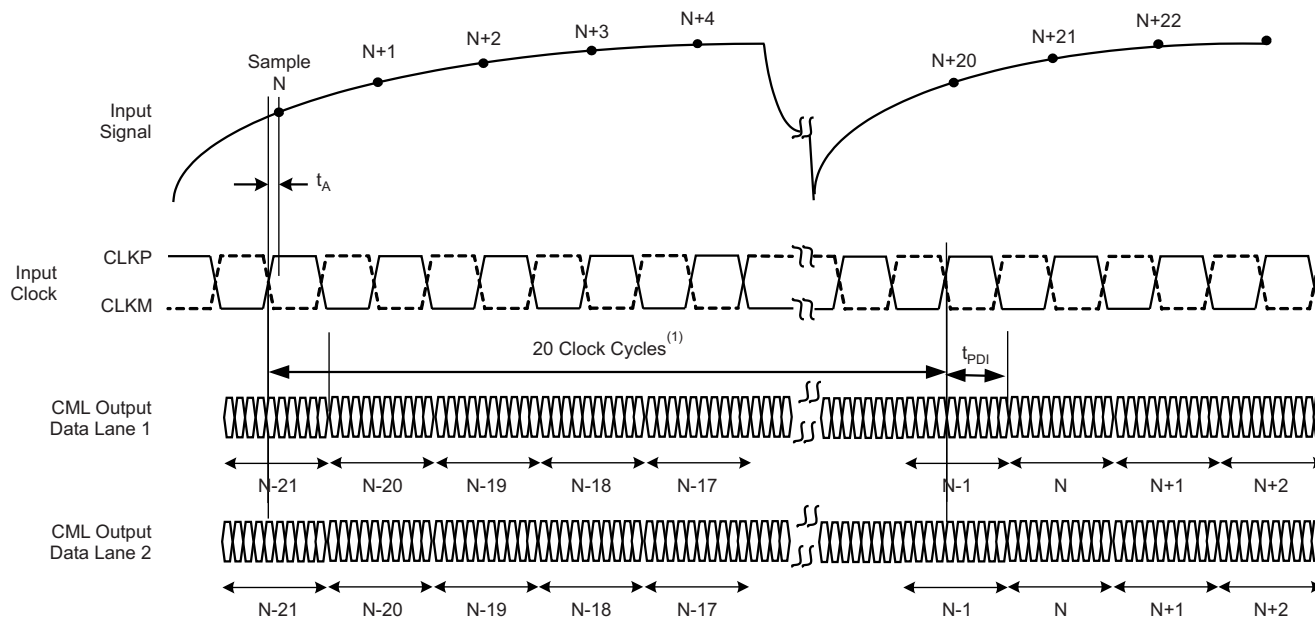 N+4
N+3
N+2
N+1
Sample
N
N+22
N+21
N+20
Input
Signal
tA
CLKP
Input
Clock
CLKM
20 Clock Cycles(1)
tPDI
CML Output
Data Lane 1
N-21 N-20 N-19 N-18 N-17 N-1 N N+1 N+2
CML Output
Data Lane 2
N-21 N-20 N-19 N-18 N-17 N-1 N N+1 N+2